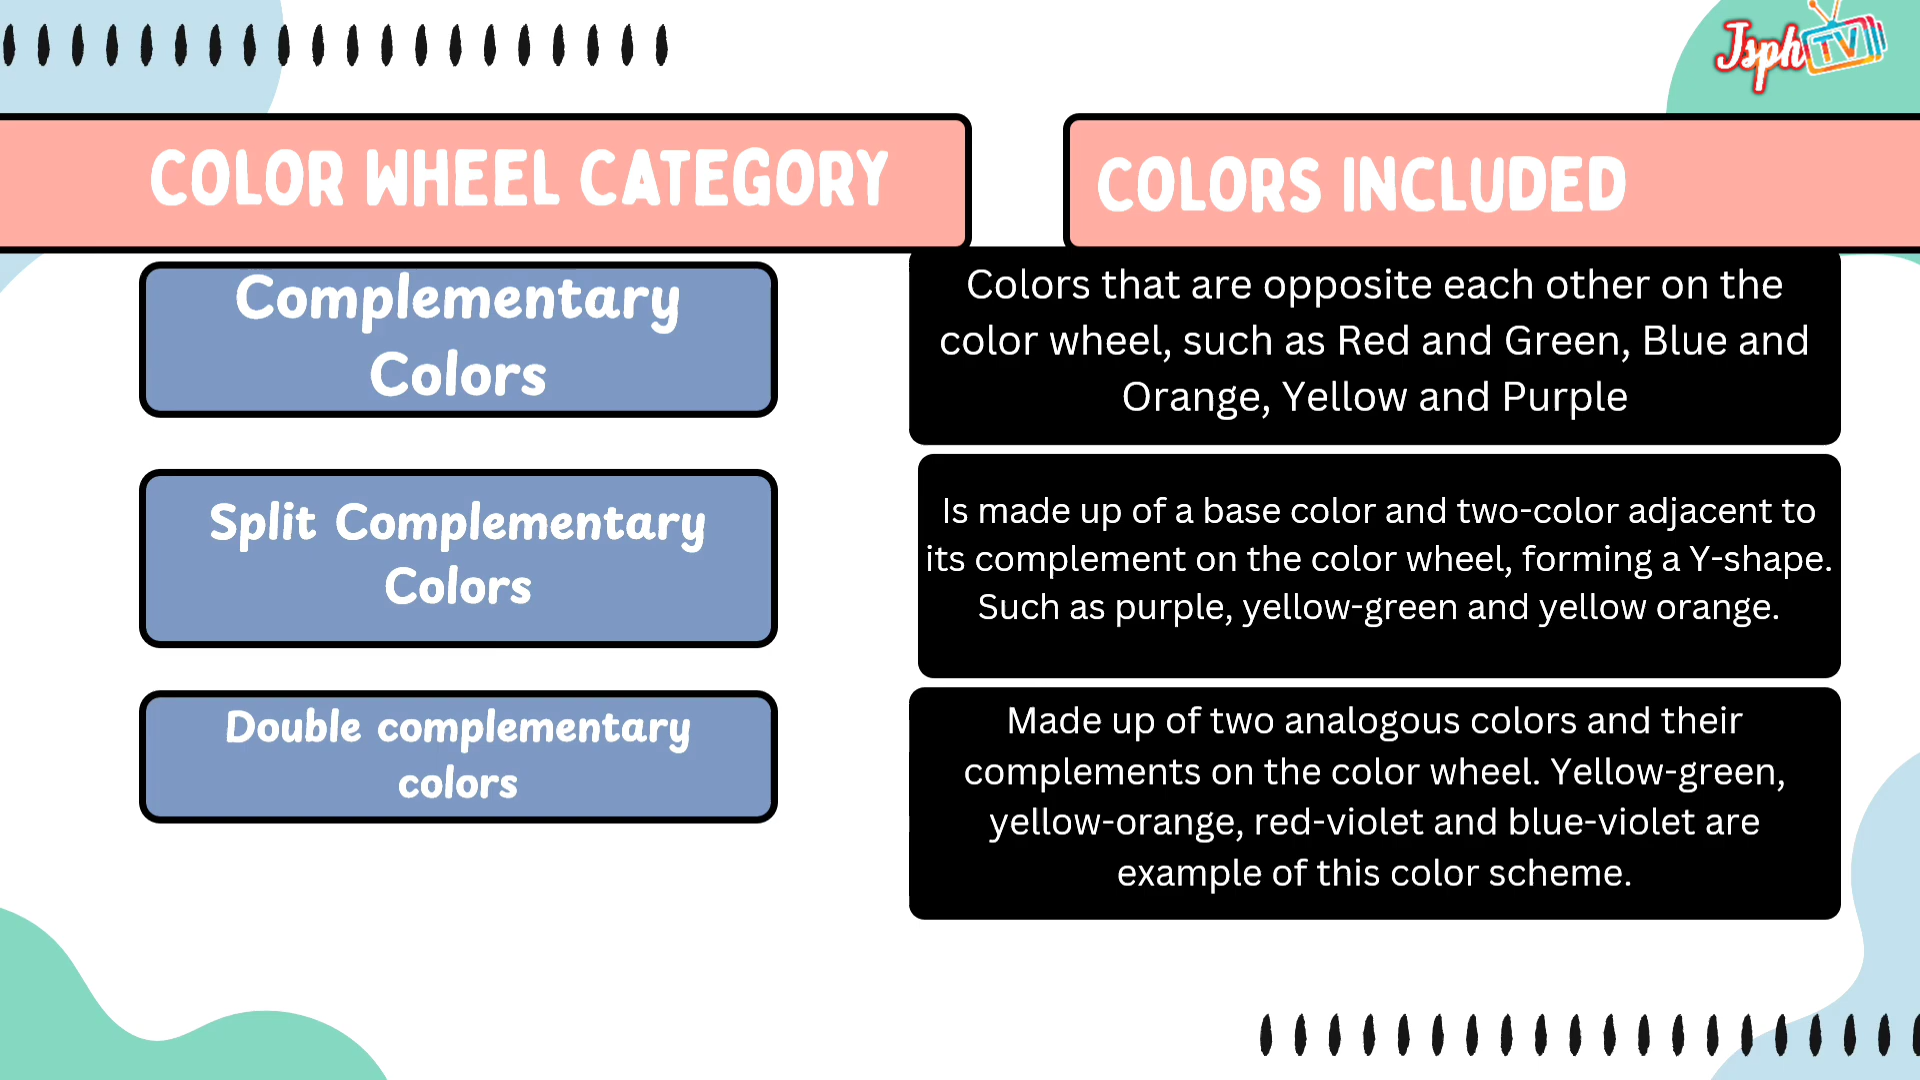 Jsph TV
COLOR WHEEL CATEGORY
COLORS INCLUDED
Complementary
Colors
Colors that are opposite each other on the
color wheel, such as Red and Green, Blue and
Orange, Yellow and Purple
Split Complementary
Colors
Is made up of a base color and two-color adjacent to
its complement on the color wheel, forming a Y-shape.
Such as purple, yellow-green and yellow orange.
Double complementary
colors
Made up of two analogous colors and their
complements on the color wheel. Yellow-green,
yellow-orange, red-violet and blue-violet are
example of this color scheme.